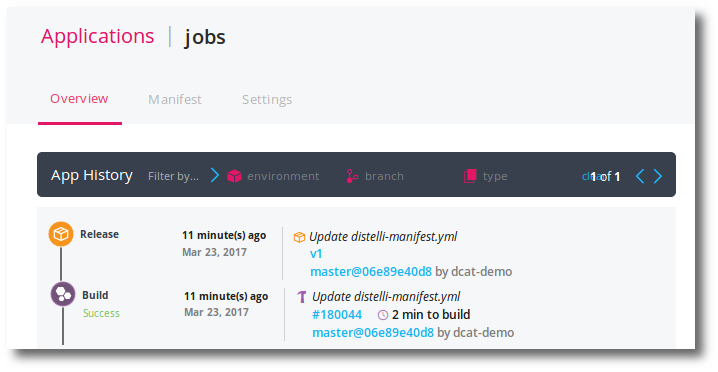 Applications | jobs
Overview Manifest Settings
App History Filter by... environment branch type clear 1 of 1
Release 11 minute(s) ago Update distelli-manifest.yml
Mar 23, 2017 v1
master@06e89e40d8 by dcat-demo
Build 11 minute(s) ago Update distelli-manifest.yml
Success Mar 23, 2017 #180044 2 min to build
master@06e89e40d8 by dcat-demo